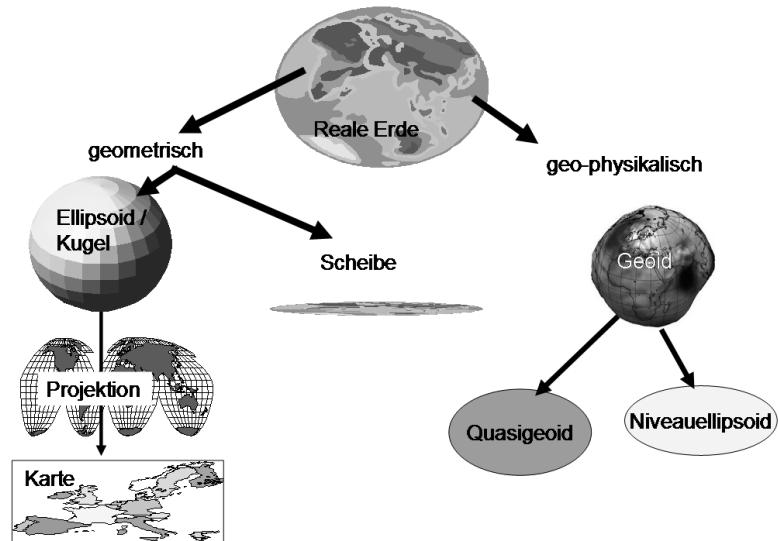 Reale Erde
geometrisch
geo-physikalisch
Ellipsoid /
Kugel
Scheibe
Geoid
Projektion
Quasigeoid
Niveauellipsoid
Karte